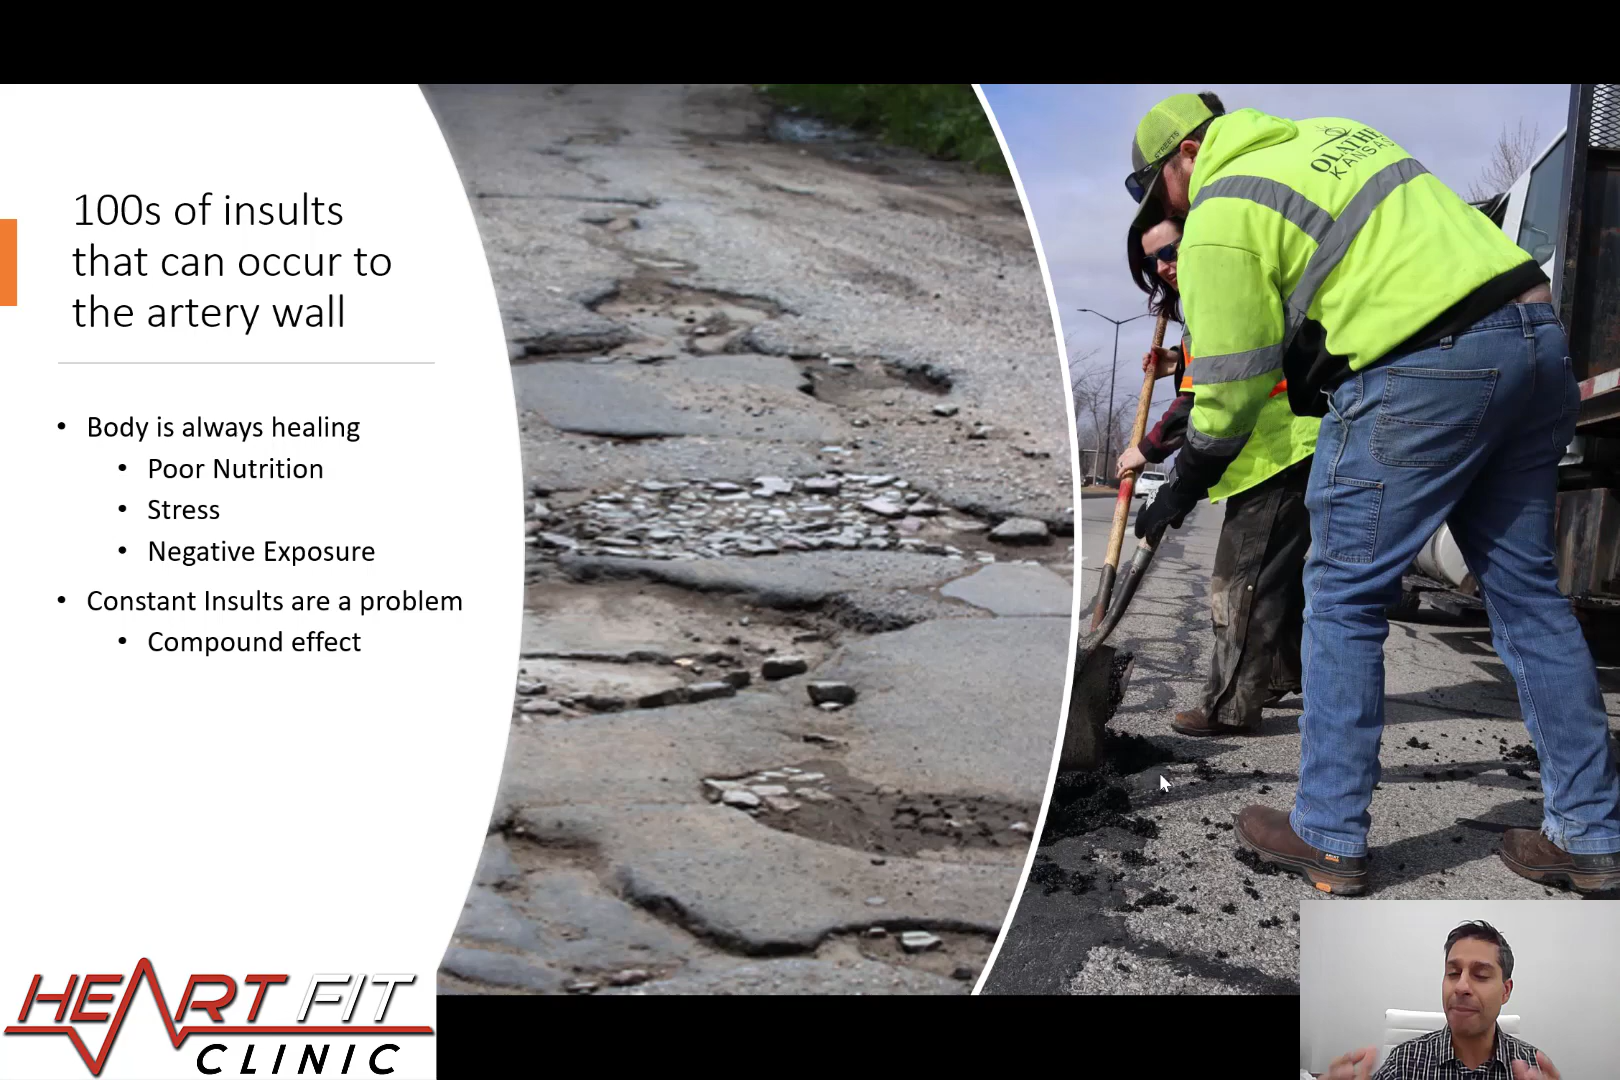 100s of insults
that can occur to
the artery wall
• Body is always healing
• Poor Nutrition
• Stress
• Negative Exposure
• Constant Insults are a problem
• Compound effect
STREETS
OLATHE
KANSAS
HEART FIT
CLINIC